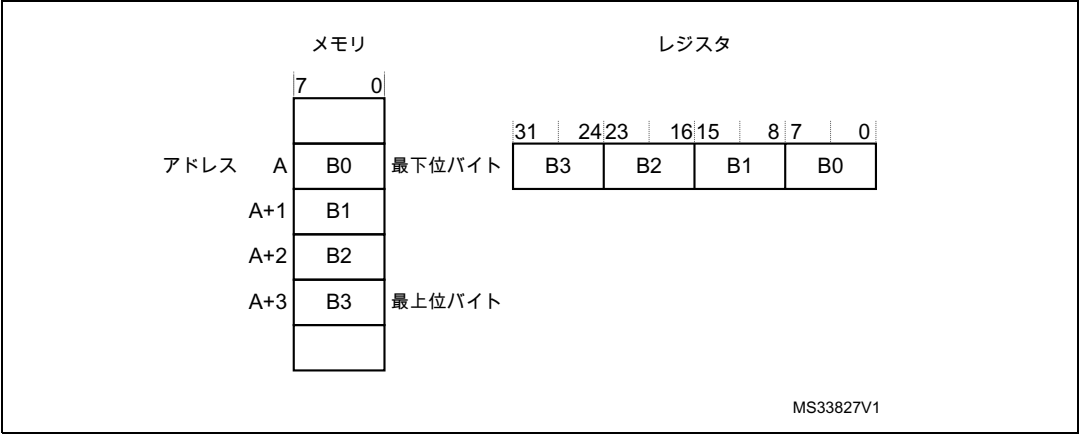 メモリ レジスタ
7 0
31 24 23 16 15 8 7 0
アドレス A B0 最下位バイト B3 B2 B1 B0
A+1 B1
A+2 B2
A+3 B3 最上位バイト
MS33827V1